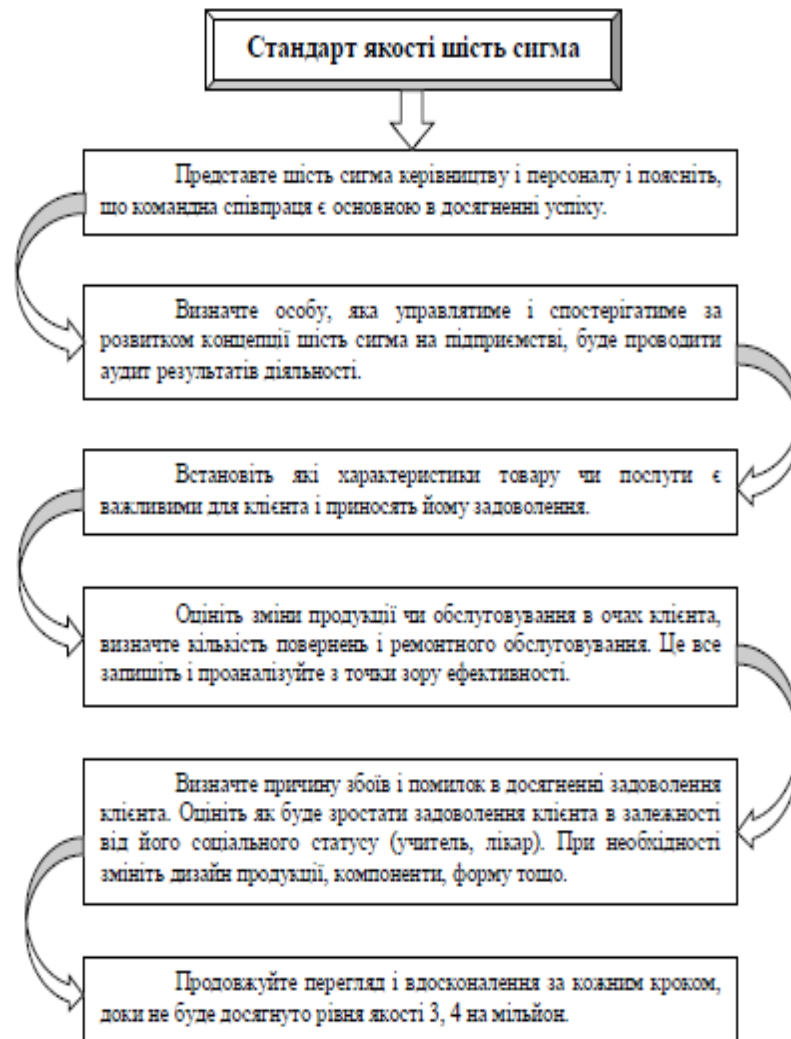 Стандарт якості шість сигма
Представте шість сигма керівництву і персоналу і поясніть,
що командна співпраця є основною в досягненні успіху.
Визначте особу, яка управлятиме і спостерігатиме за
розвитком концепції шість сигма на підприємстві, буде проводити
аудит результатів діяльності.
Встановіть які характеристики товару чи послуги є
важливими для клієнта і приносять йому задоволення.
Оцініть зміни продукції чи обслуговування в очах клієнта,
визначте кількість повернень і ремонтного обслуговування. Це все
запишіть і проаналізуйте з точки зору ефективності.
Визначте причину збоїв і помилок в досягненні задоволення
клієнта. Оцініть як буде зростати задоволення клієнта в залежності
від його соціального статусу (учитель, лікар). При необхідності
змініть дизайн продукції, компоненти, форму тощо.
Продовжуйте перегляд і вдосконалення за кожним кроком,
доки не буде досягнуто рівня якості 3, 4 на мільйон.